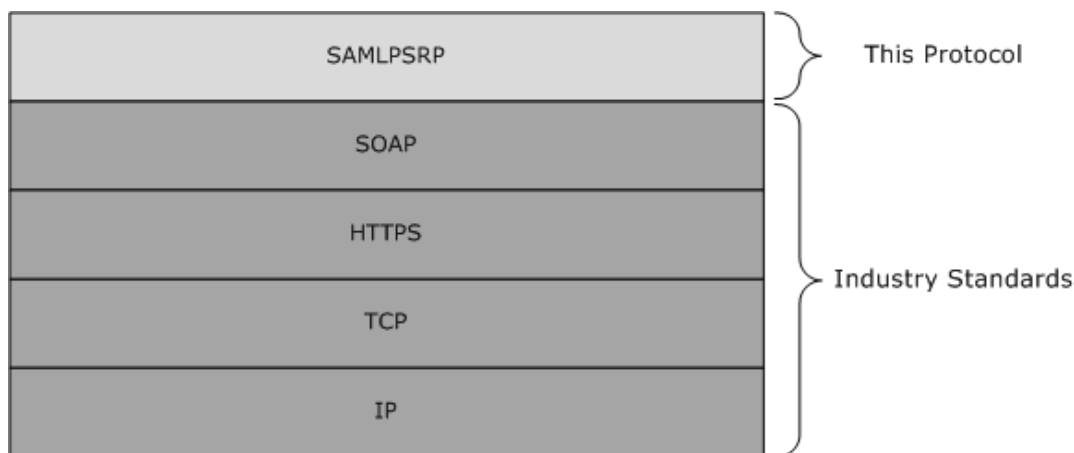 SAMLPSRP
This Protocol
SOAP
HTTPS
Industry Standards
TCP
IP